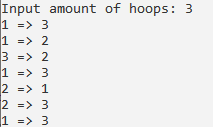 Input amount of hoops: 3
1 => 3
1 => 2
3 => 2
1 => 3
2 => 1
2 => 3
1 => 3